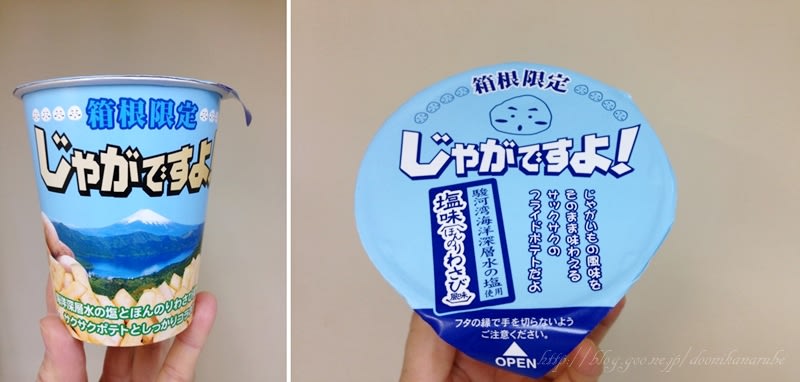 箱根限定
じゃがですよ
海洋深層水の塩とほんのりわさび
サクサクポテトとしっかり
箱根限定
じゃがですよ!
じゃがいもの風味を
そのまま味わえる
サクサクの
フライドポテトだよ
駿河湾海洋深層水の塩使用
塩味(ほんのりわさび風味)
フタの縁で手を切らないよう
ご注意ください。
OPEN
http://blog.goo.ne.jp/doomhanarube